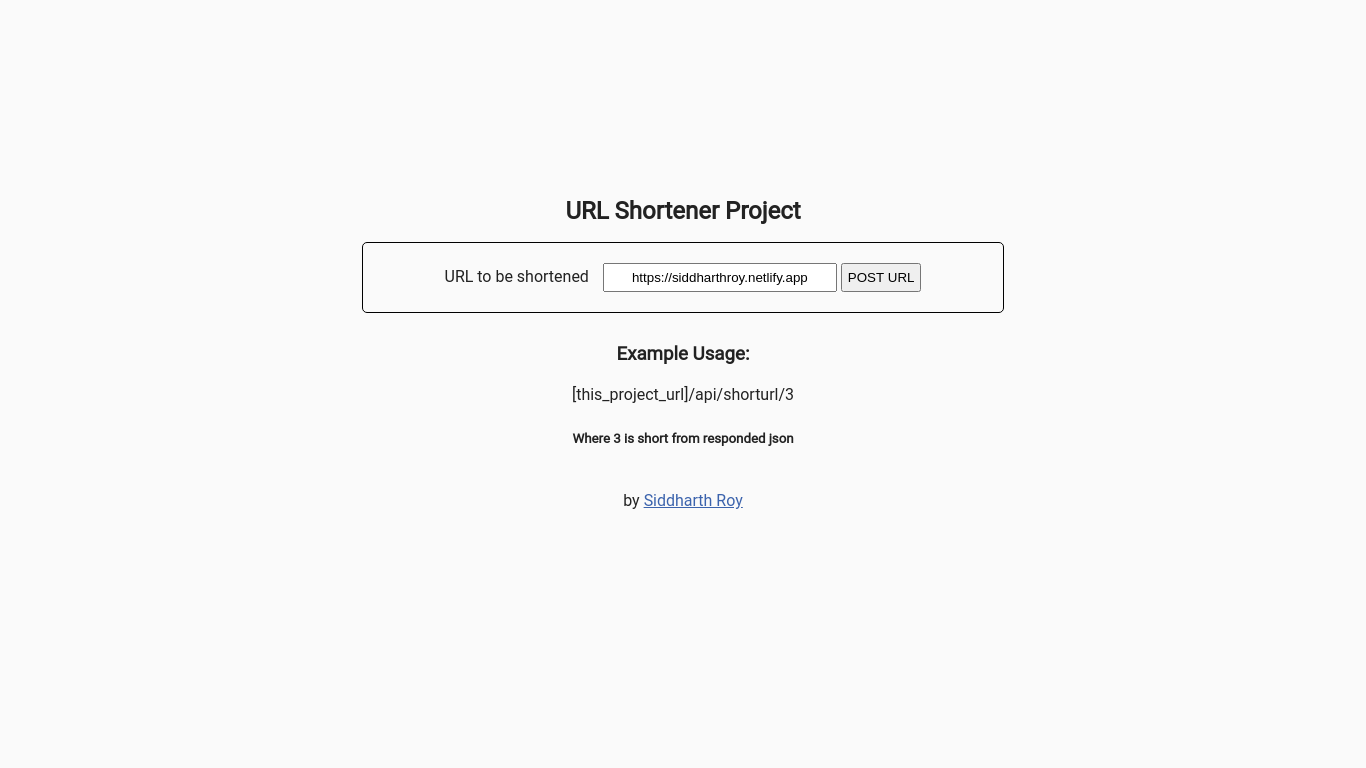 URL Shortener Project
URL to be shortened https://siddharthroy.netlify.app POST URL
Example Usage:
[this_project_url]/api/shorturl/3
Where 3 is short from responded json
by Siddharth Roy